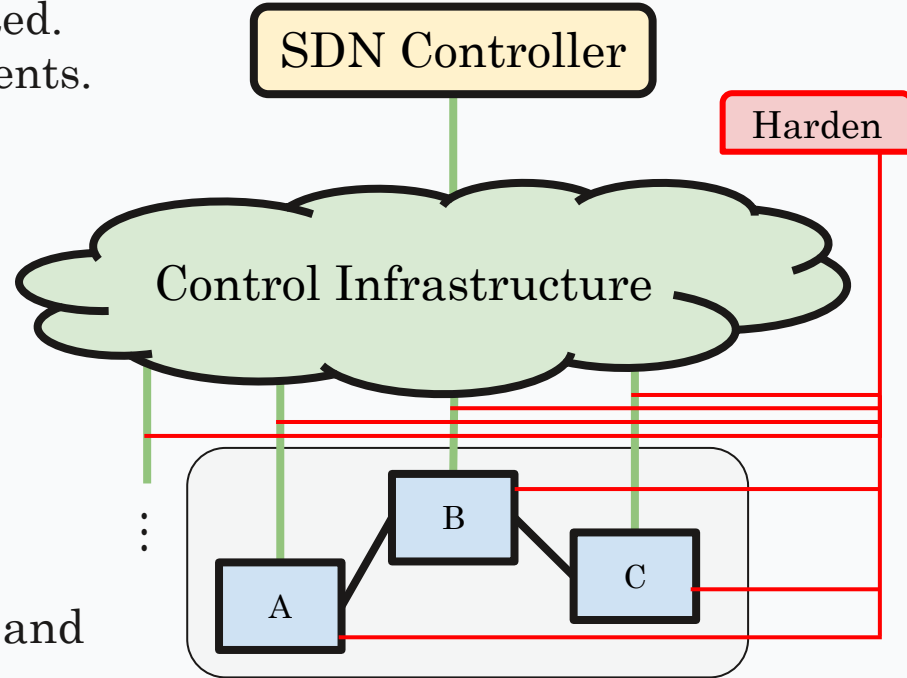 ed.
ents.
SDN Controller
Harden
Control Infrastructure
B
C
A
⋮
and